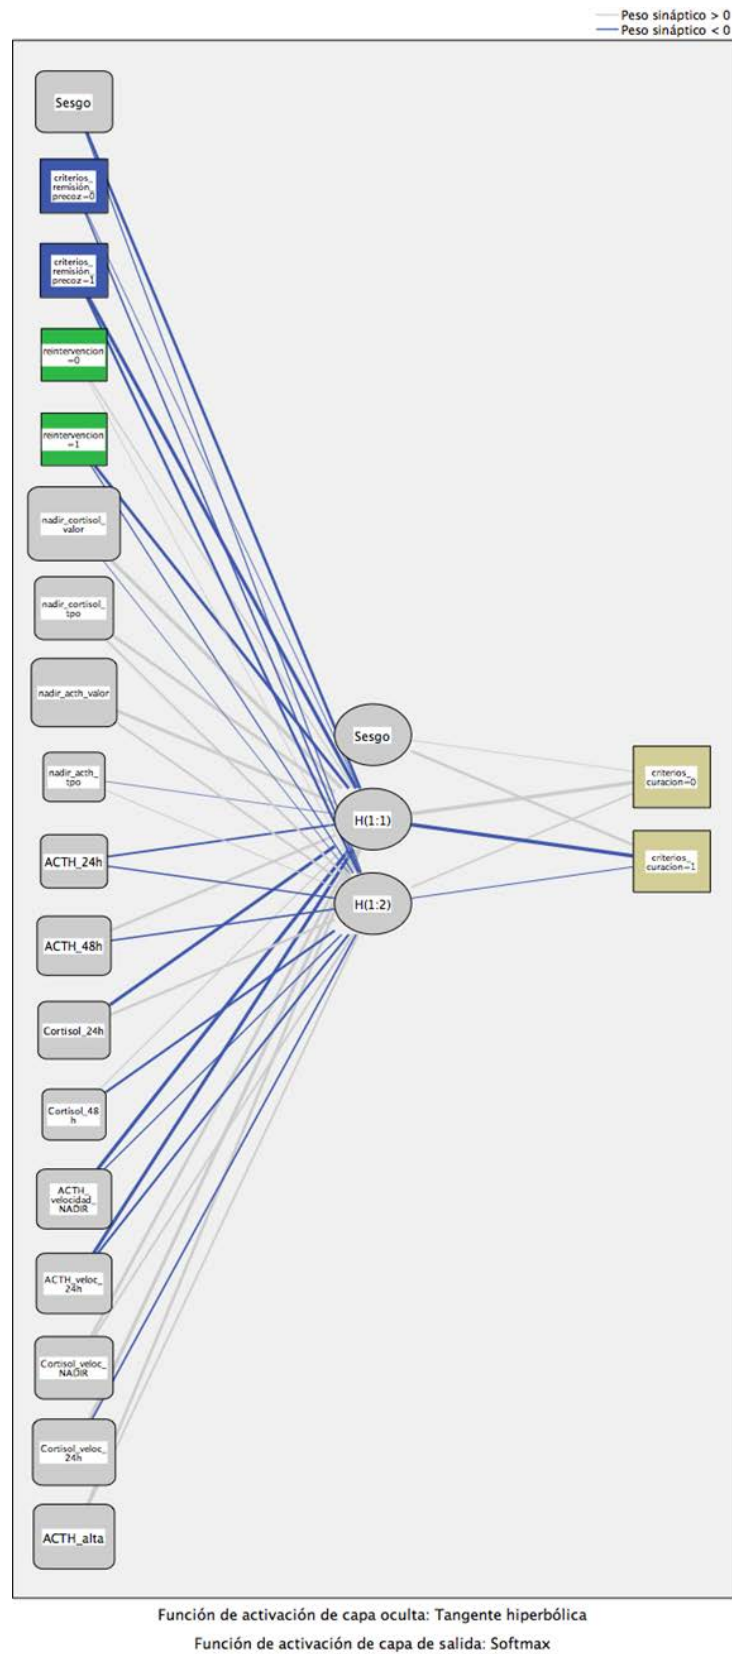 Peso sináptico > 0
Peso sináptico < 0
Sesgo
criterios_
remisión_
precoz=0
criterios_
remisión_
precoz=1
reintervencion
=0
reintervencion
=1
nadir_cortisol_
valor
nadir_cortisol_
tpo
nadir_acth_valor
nadir_acth_
tpo
ACTH_24h
ACTH_48h
Cortisol_24h
Cortisol_48
h
ACTH_
velocidad_
NADIR
ACTH_veloc_
24h
Cortisol_veloc_
NADIR
Cortisol_veloc_
24h
ACTH_alta
Sesgo
H(1:1)
H(1:2)
criterios_
curacion=0
criterios_
curacion=1
Función de activación de capa oculta: Tangente hiperbólica
Función de activación de capa de salida: Softmax